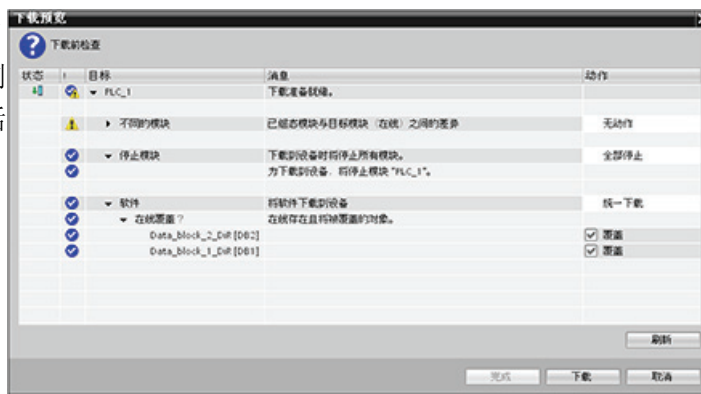 下载预览
下载前检查
状态 ! 目标 消息 动作
PLC_1 下载准备就绪。
不同的模块 已组态模块与目标模块（在线）之间的差异 无动作
停止模块 下载到设备时将停止所有模块。 全部停止
为下载到设备，将停止模块 "PLC_1"。
软件 将软件下载到设备 统一下载
在线覆盖？ 在线存在且将被覆盖的对象。
Data_block_2_DiR [DB2] 覆盖
Data_block_1_DiR [DB1] 覆盖
刷新
完成 下载 取消